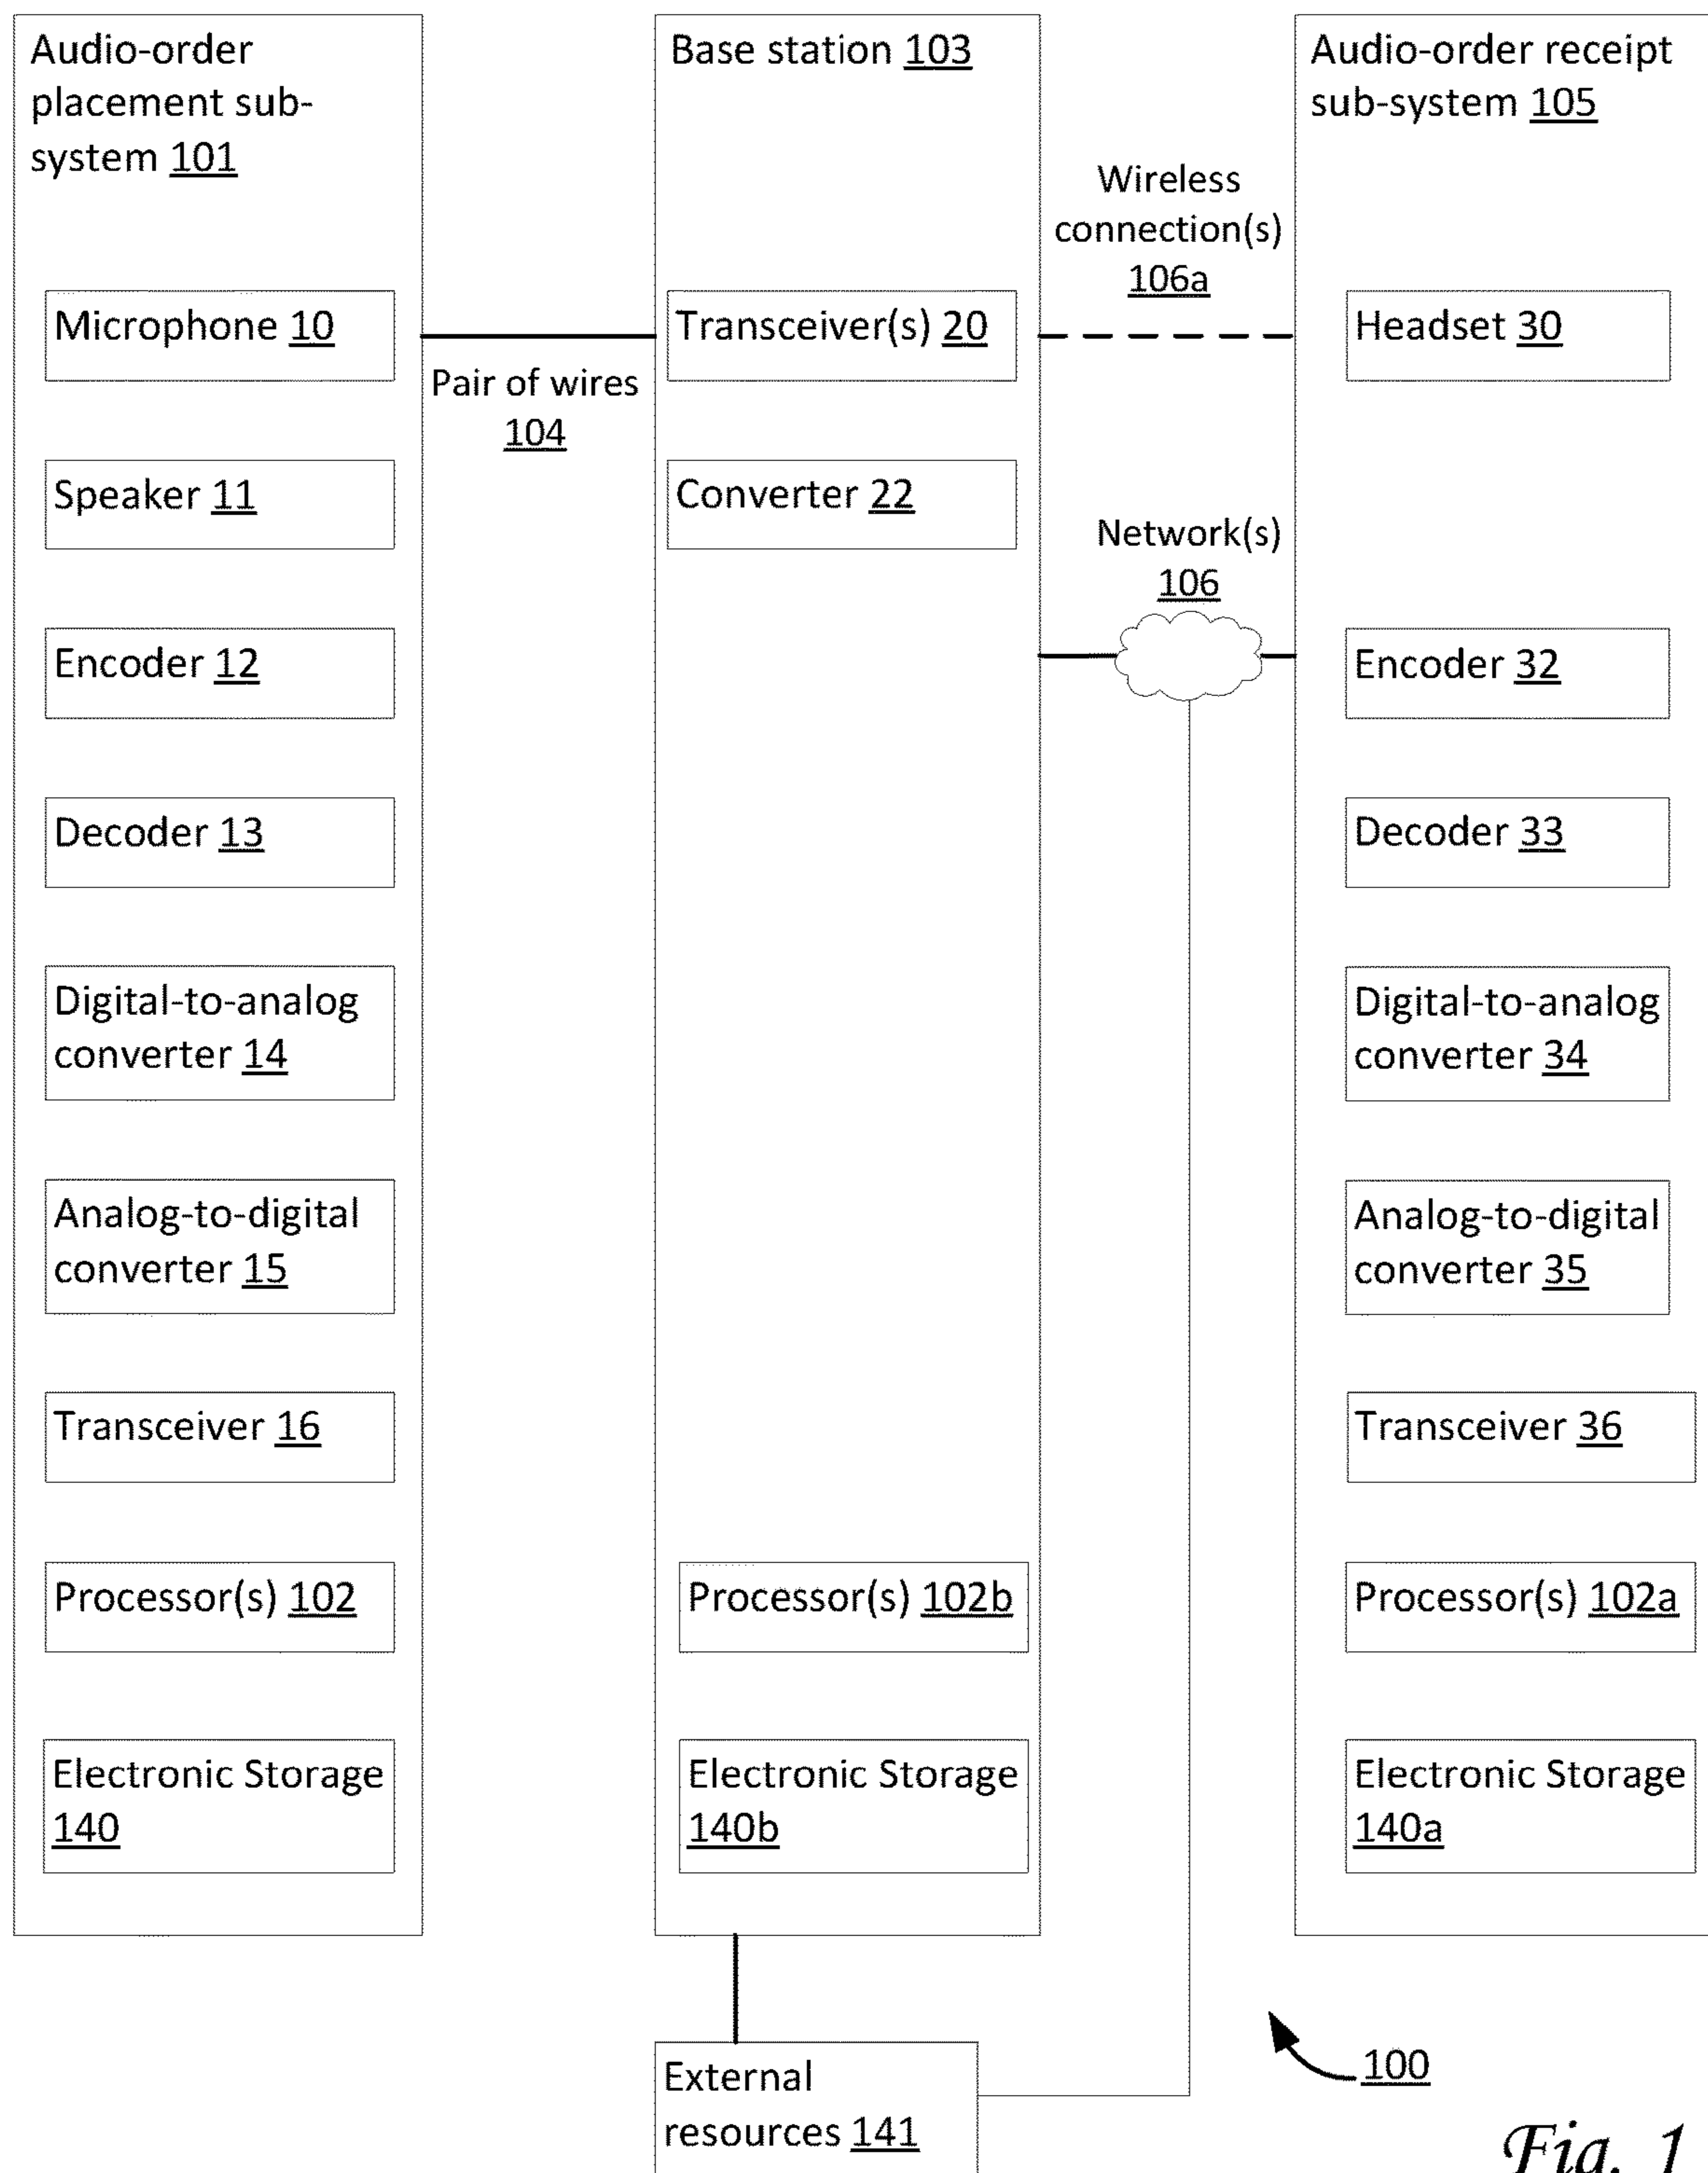 Audio-order
placement sub-
system 101
Microphone 10
Speaker 11
Encoder 12
Decoder 13
Digital-to-analog
converter 14
Analog-to-digital
converter 15
Transceiver 16
Processor(s) 102
Electronic Storage
140
Pair of wires
104
Base station 103
Transceiver(s) 20
Converter 22
Processor(s) 102b
Electronic Storage
140b
External
resources 141
Wireless
connection(s)
106a
Network(s)
106
Audio-order receipt
sub-system 105
Headset 30
Encoder 32
Decoder 33
Digital-to-analog
converter 34
Analog-to-digital
converter 35
Transceiver 36
Processor(s) 102a
Electronic Storage
140a
100
Fig. 1